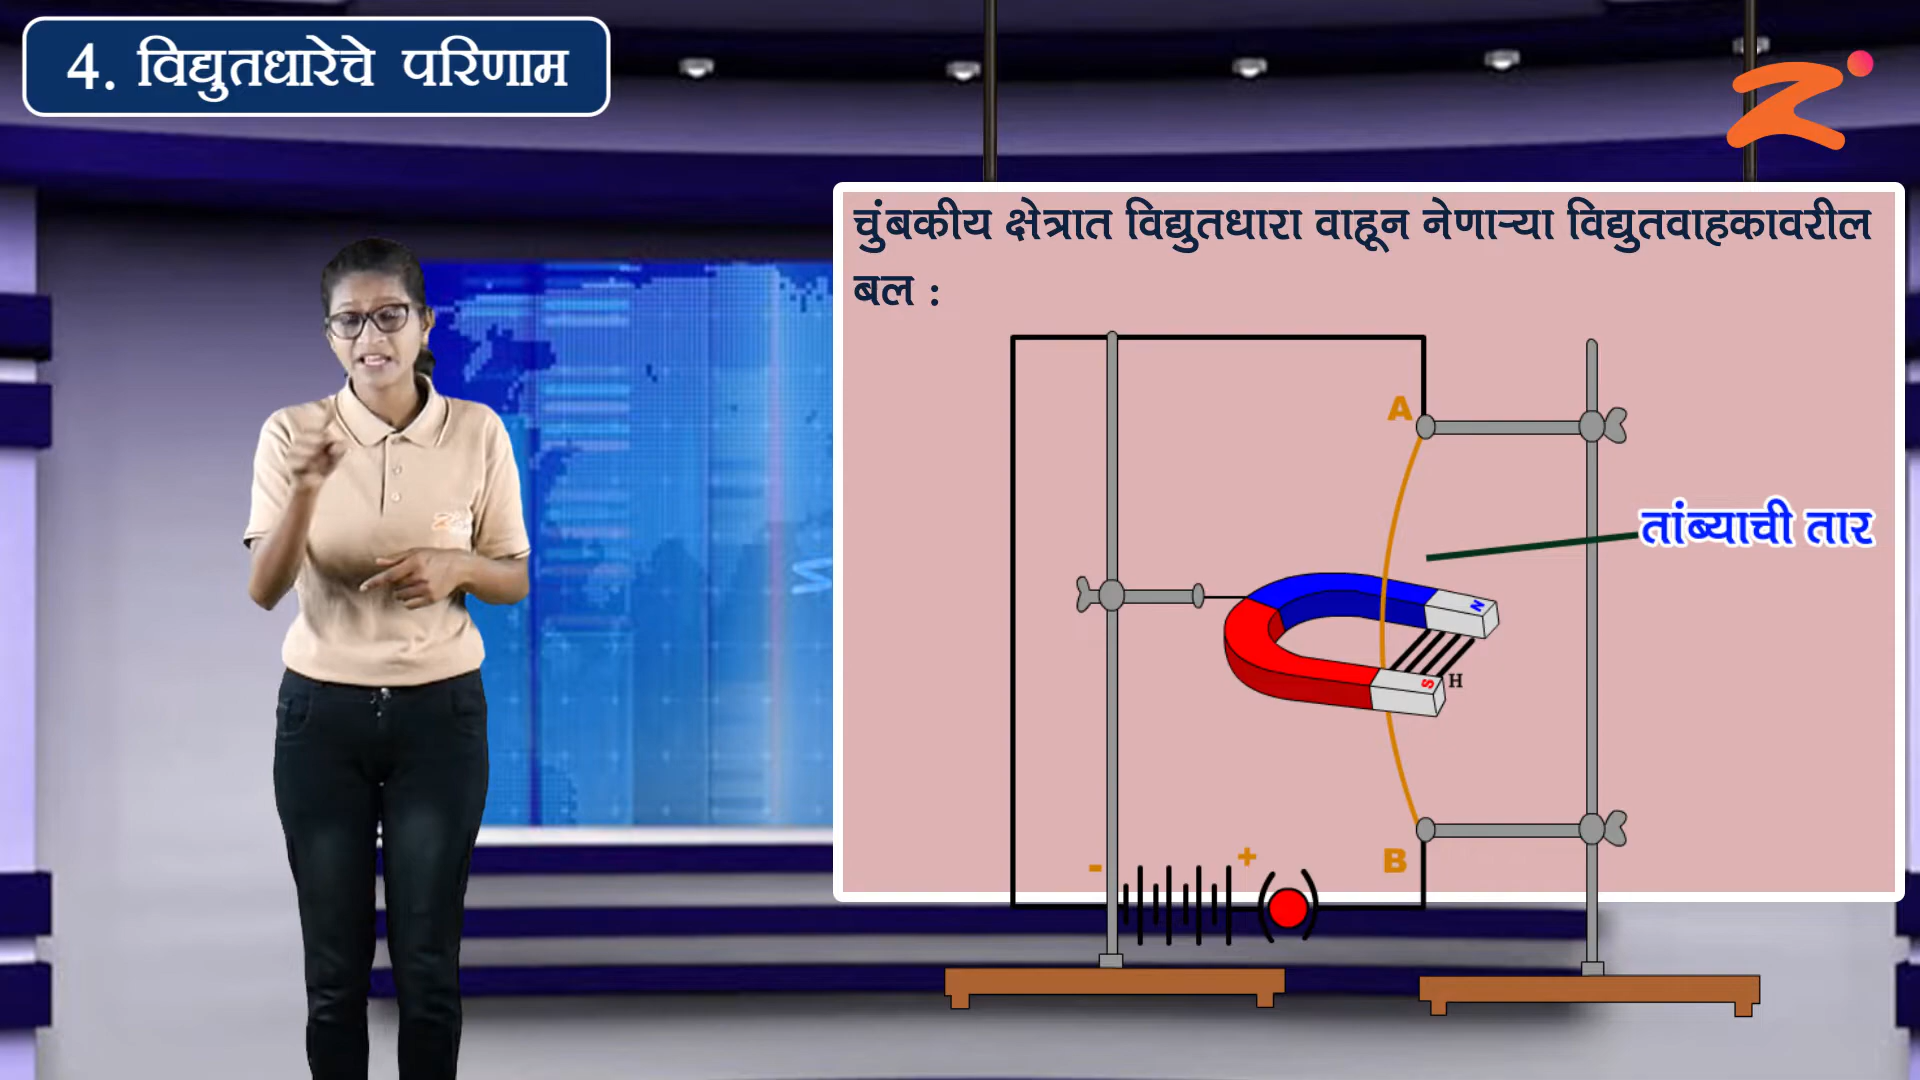 4. विद्युतधारेचे परिणाम
चुंबकीय क्षेत्रात विद्युतधारा वाहून नेणाऱ्या विद्युतवाहकावरील
बल :
A
तांब्याची तार
N
S H
- +
B